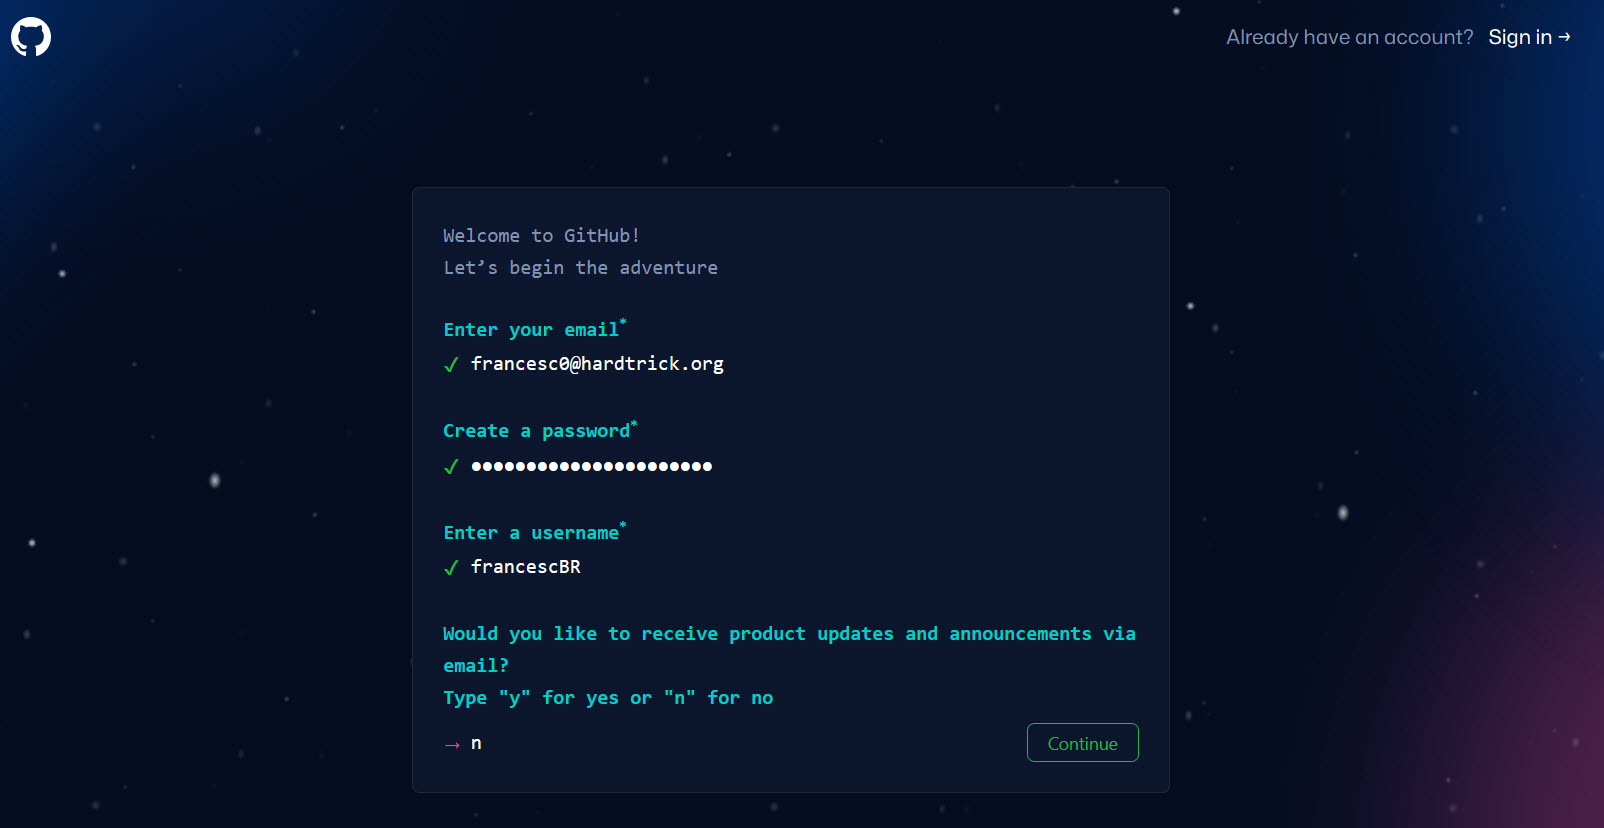 Already have an account? Sign in →
Welcome to GitHub!
Let’s begin the adventure
Enter your email*
✓ francesc0@hardtrick.org
Create a password*
✓ ●●●●●●●●●●●●●●●●●●●●●●
Enter a username*
✓ francescBR
Would you like to receive product updates and announcements via
email?
Type "y" for yes or "n" for no
→ n
Continue